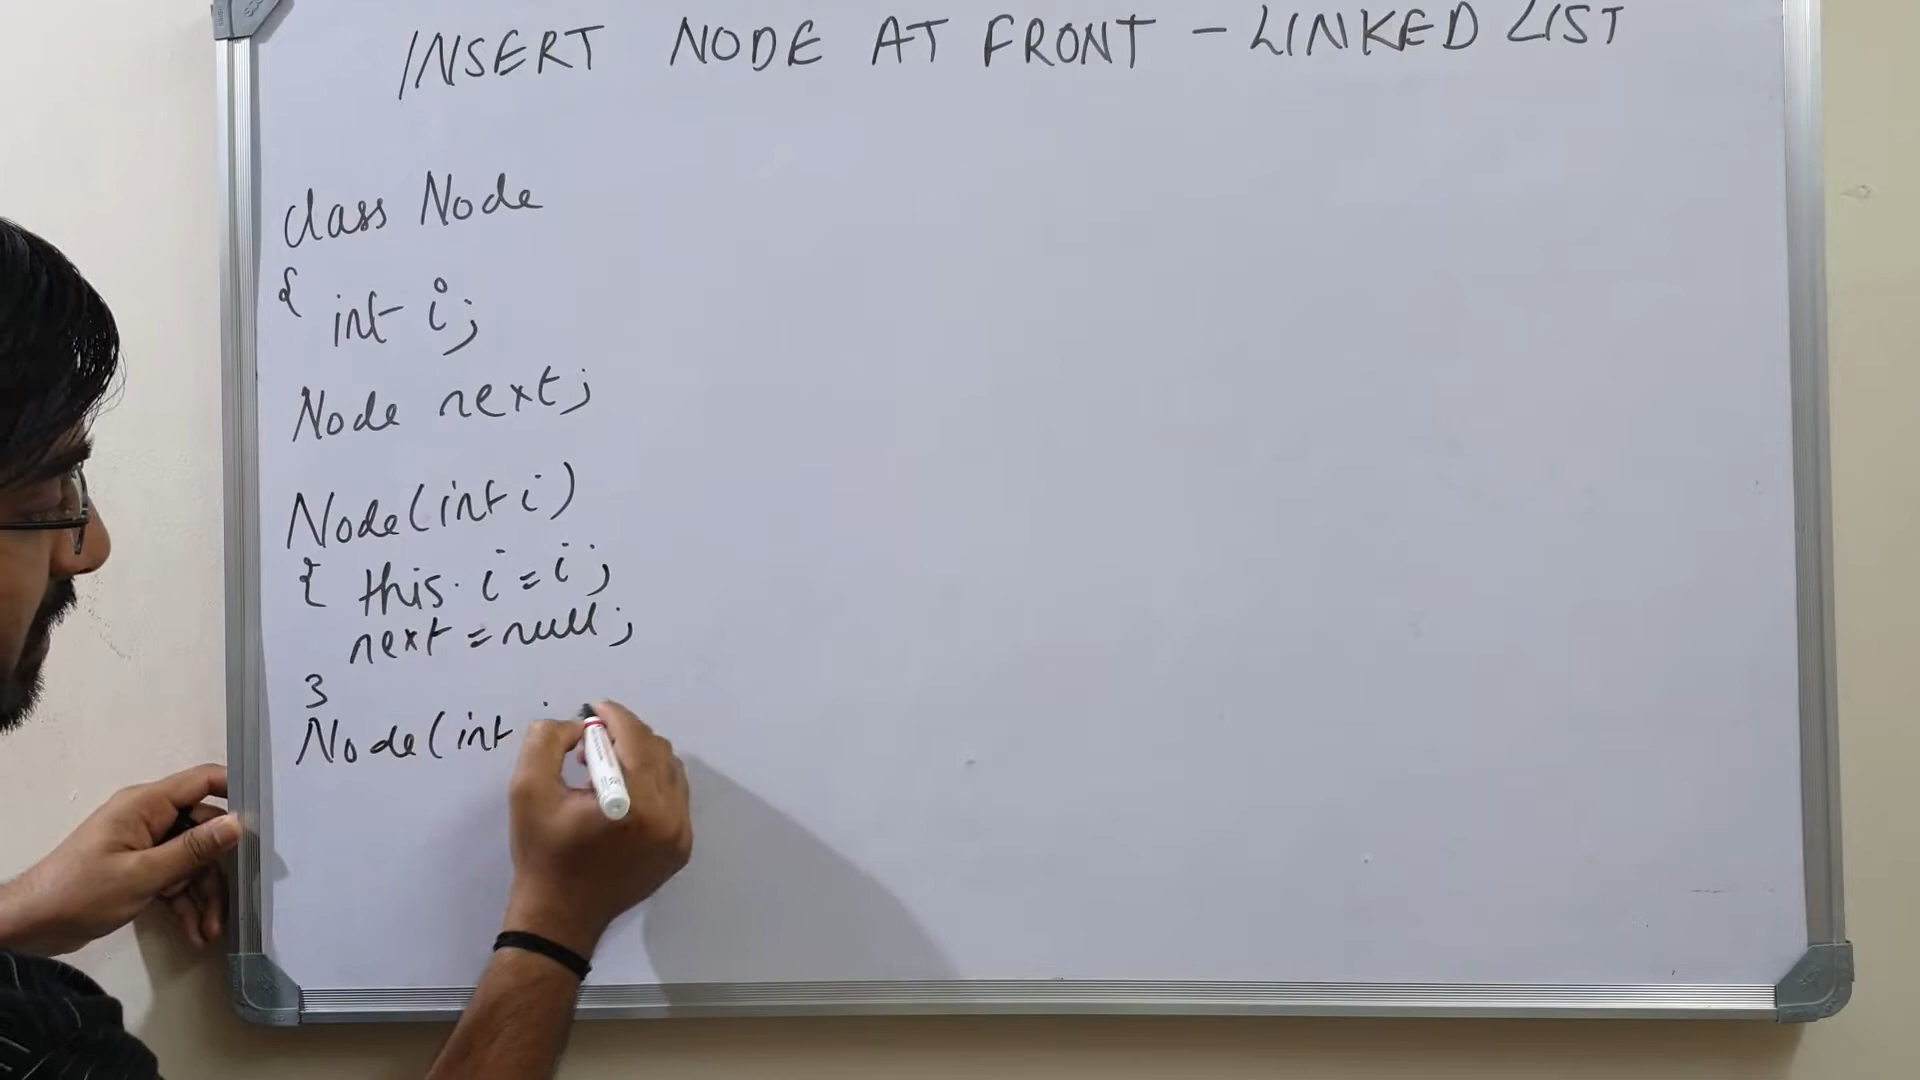 INSERT NODE AT FRONT - LINKED LIST
class Node
{ int i;
Node next;
Node(int i)
{ this.i=i;
next=null;
}
Node(int